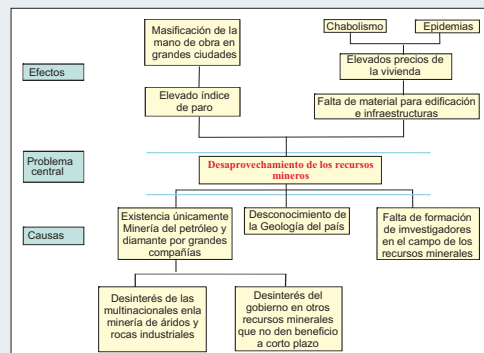 Efectos
Masificación de la
mano de obra en
grandes ciudades
Chabolismo
Epidemias
Elevados precios de
la vivienda
Elevado índice
de paro
Falta de material para edificación
e infraestructuras
Problema
central
Desaprovechamiento de los recursos
mineros
Causas
Existencia únicamente
Minería del petróleo y
diamante por grandes
compañías
Desconocimiento de
la Geología del país
Falta de formación
de investigadores
en el campo de los
recursos minerales
Desinterés de las
multinacionales enla
minería de áridos y
rocas industriales
Desinterés del
gobierno en otros
recursos minerales
que no den beneficio
a corto plazo